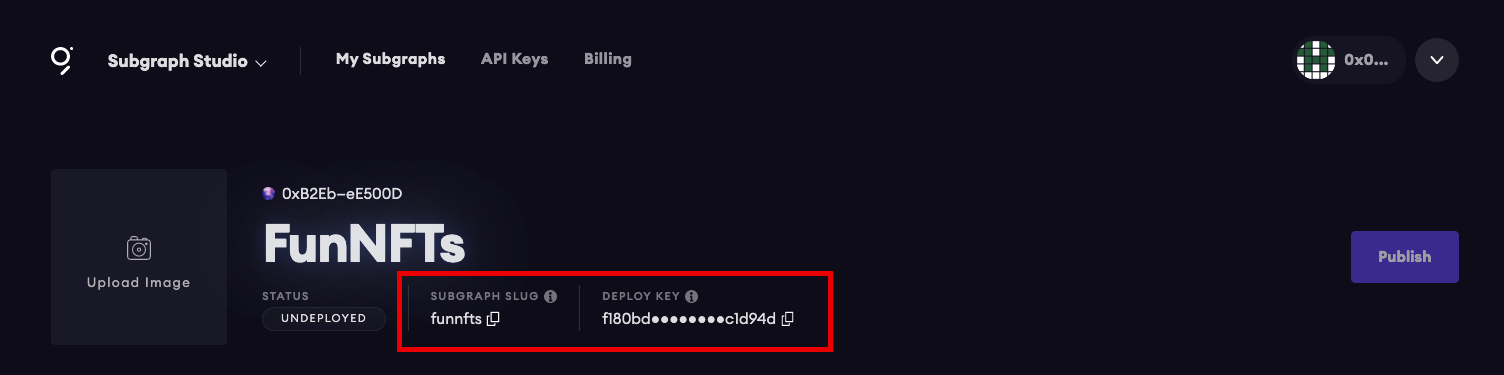 Subgraph Studio
My Subgraphs
API Keys
Billing
0x0...
Upload Image
0xB2Eb–eE500D
FunNFTs
STATUS
UNDEPLOYED
SUBGRAPH SLUG
funnfts
DEPLOY KEY
f180bd●●●●●●●●c1d94d
Publish